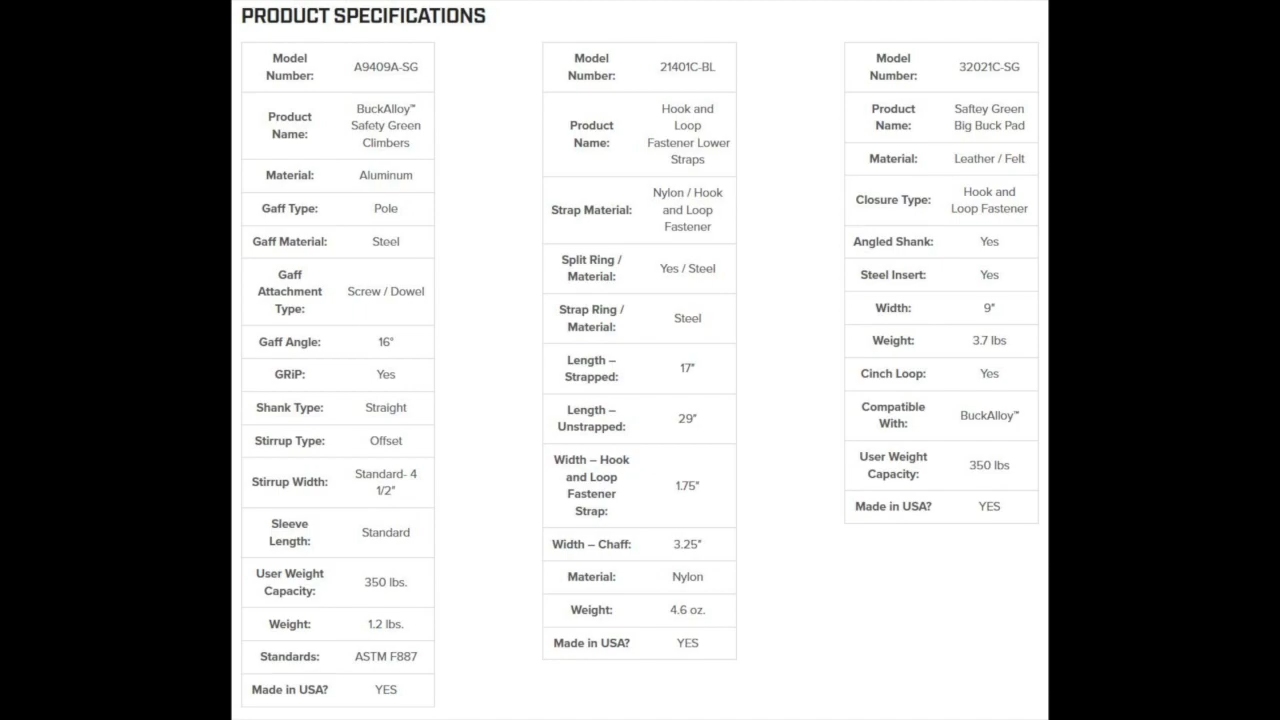 PRODUCT SPECIFICATIONS
Model
Number:
A9409A-SG
Product
Name:
BuckAlloy™
Safety Green
Climbers
Material:
Aluminum
Gaff Type:
Pole
Gaff Material:
Steel
Gaff
Attachment
Type:
Screw / Dowel
Gaff Angle:
16°
GRiP:
Yes
Shank Type:
Straight
Stirrup Type:
Offset
Stirrup Width:
Standard- 4
1/2"
Sleeve
Length:
Standard
User Weight
Capacity:
350 lbs.
Weight:
1.2 lbs.
Standards:
ASTM F887
Made in USA?
YES
Model
Number:
21401C-BL
Product
Name:
Hook and
Loop
Fastener Lower
Straps
Strap Material:
Nylon / Hook
and Loop
Fastener
Split Ring /
Material:
Yes / Steel
Strap Ring /
Material:
Steel
Length –
Strapped:
17"
Length –
Unstrapped:
29"
Width – Hook
and Loop
Fastener
Strap:
1.75"
Width – Chaff:
3.25"
Material:
Nylon
Weight:
4.6 oz.
Made in USA?
YES
Model
Number:
32021C-SG
Product
Name:
Saftey Green
Big Buck Pad
Material:
Leather / Felt
Closure Type:
Hook and
Loop Fastener
Angled Shank:
Yes
Steel Insert:
Yes
Width:
9"
Weight:
3.7 lbs
Cinch Loop:
Yes
Compatible
With:
BuckAlloy™
User Weight
Capacity:
350 lbs
Made in USA?
YES